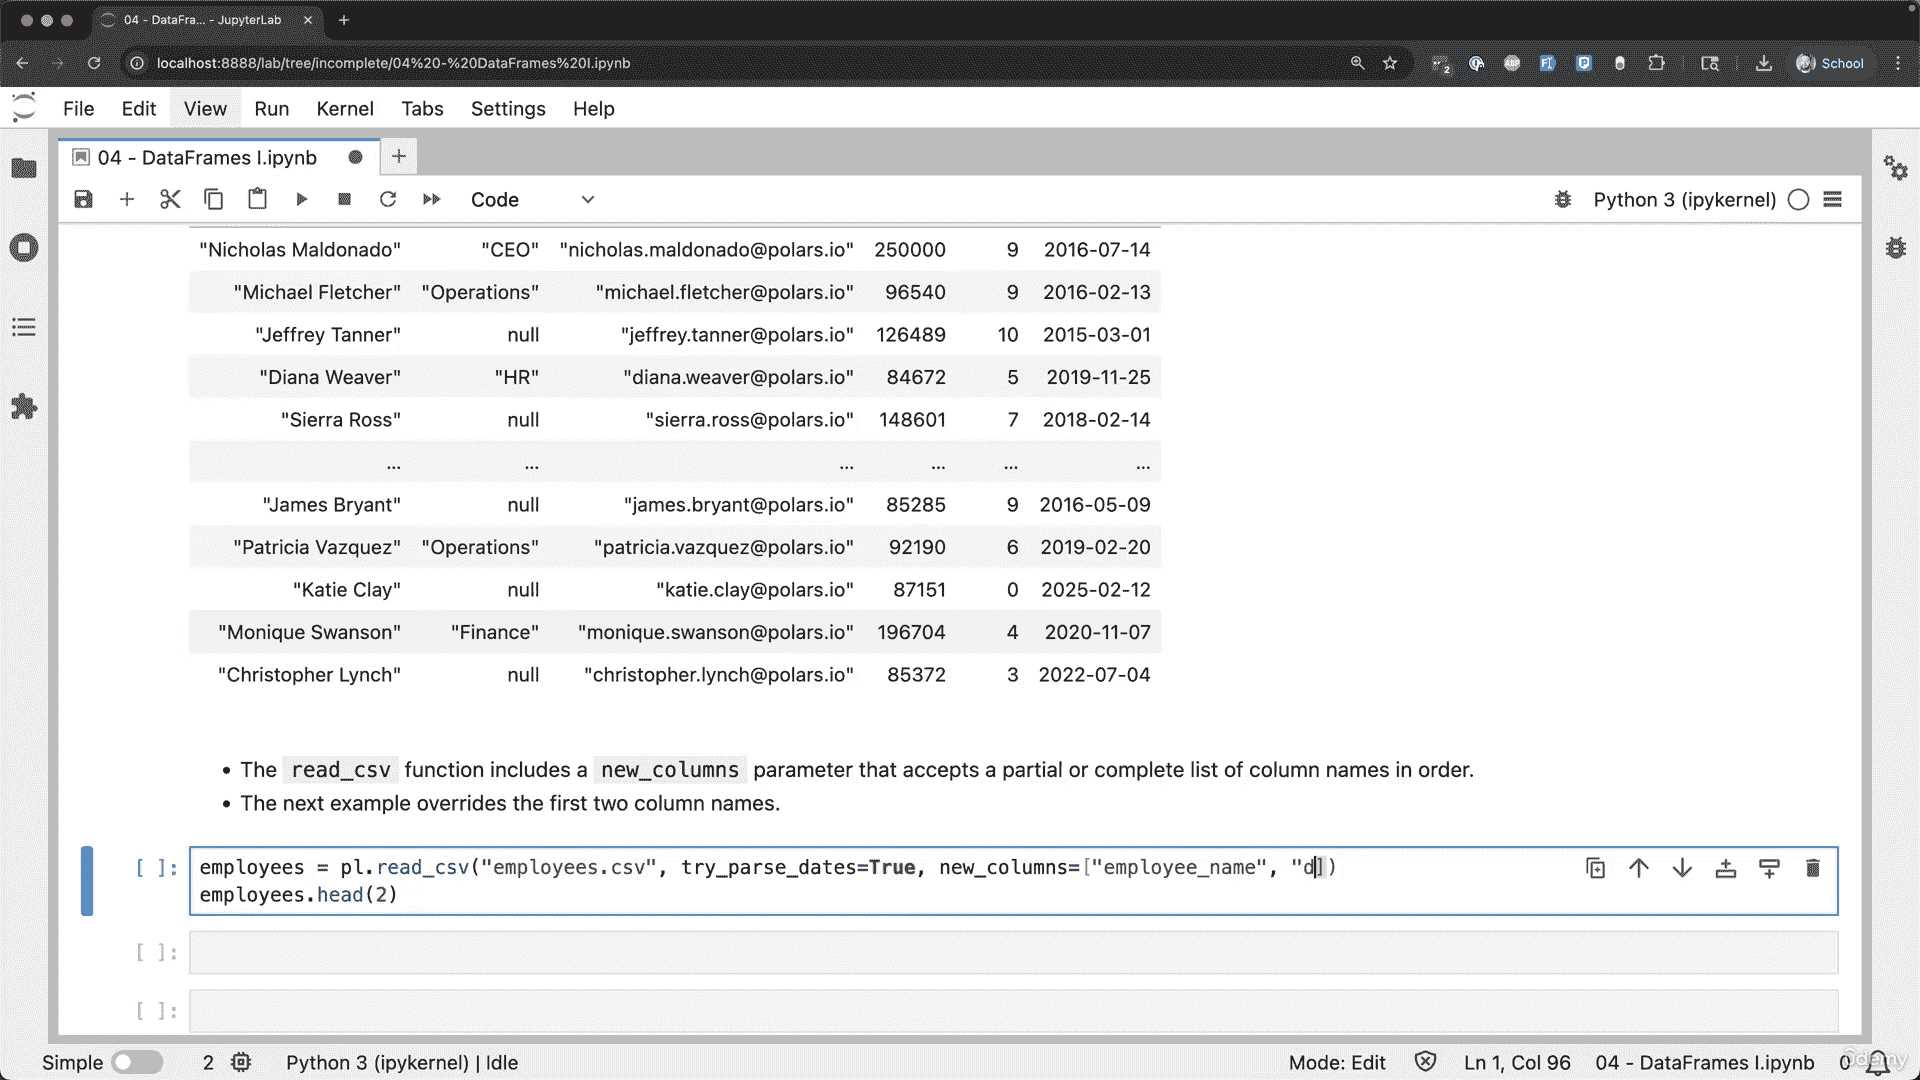 04 - DataFra... - JupyterLab
localhost:8888/lab/tree/incomplete/04%20-%20DataFrames%20I.ipynb
2
ABP
School
File Edit View Run Kernel Tabs Settings Help
04 - DataFrames I.ipynb
Code
Python 3 (ipykernel)
"Nicholas Maldonado" "CEO" "nicholas.maldonado@polars.io" 250000 9 2016-07-14
"Michael Fletcher" "Operations" "michael.fletcher@polars.io" 96540 9 2016-02-13
"Jeffrey Tanner" null "jeffrey.tanner@polars.io" 126489 10 2015-03-01
"Diana Weaver" "HR" "diana.weaver@polars.io" 84672 5 2019-11-25
"Sierra Ross" null "sierra.ross@polars.io" 148601 7 2018-02-14
... ... ... ... ... ...
"James Bryant" null "james.bryant@polars.io" 85285 9 2016-05-09
"Patricia Vazquez" "Operations" "patricia.vazquez@polars.io" 92190 6 2019-02-20
"Katie Clay" null "katie.clay@polars.io" 87151 0 2025-02-12
"Monique Swanson" "Finance" "monique.swanson@polars.io" 196704 4 2020-11-07
"Christopher Lynch" null "christopher.lynch@polars.io" 85372 3 2022-07-04
• The read_csv function includes a new_columns parameter that accepts a partial or complete list of column names in order.
• The next example overrides the first two column names.
[ ]: employees = pl.read_csv("employees.csv", try_parse_dates=True, new_columns=["employee_name", "d])
employees.head(2)
[ ]:
[ ]:
Simple 2 Python 3 (ipykernel) | Idle Mode: Edit Ln 1, Col 96 04 - DataFrames I.ipynb 0
udemy